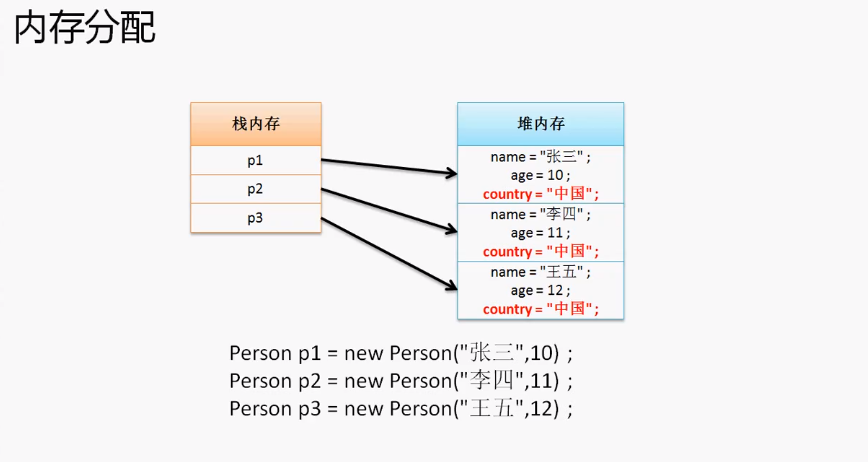 内存分配
栈内存
p1
p2
p3
堆内存
name = "张三" ;
age = 10 ;
country = "中国" ;
name = "李四" ;
age = 11 ;
country = "中国" ;
name = "王五" ;
age = 12 ;
country = "中国" ;
Person p1 = new Person("张三",10) ;
Person p2 = new Person("李四",11) ;
Person p3 = new Person("王五",12) ;